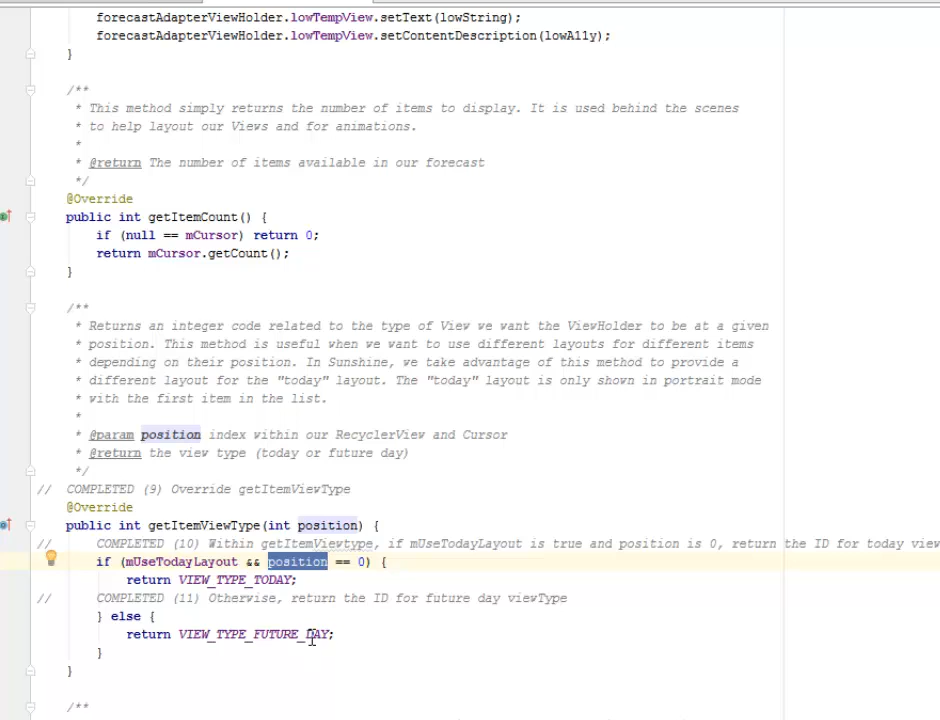 forecastAdapterViewHolder.lowTempView.setText(lowString);
forecastAdapterViewHolder.lowTempView.setContentDescription(lowA11y);
}
/**
* This method simply returns the number of items to display. It is used behind the scenes
* to help layout our Views and for animations.
*
* @return The number of items available in our forecast
*/
@Override
public int getItemCount() {
if (null == mCursor) return 0;
return mCursor.getCount();
}
/**
* Returns an integer code related to the type of View we want the ViewHolder to be at a given
* position. This method is useful when we want to use different layouts for different items
* depending on their position. In Sunshine, we take advantage of this method to provide a
* different layout for the "today" layout. The "today" layout is only shown in portrait mode
* with the first item in the list.
*
* @param position index within our RecyclerView and Cursor
* @return the view type (today or future day)
*/
// COMPLETED (9) Override getItemViewType
@Override
public int getItemViewType(int position) {
// COMPLETED (10) Within getItemViewtype, if mUseTodayLayout is true and position is 0, return the ID for today view
if (mUseTodayLayout && position == 0) {
return VIEW_TYPE_TODAY;
// COMPLETED (11) Otherwise, return the ID for future day viewType
} else {
return VIEW_TYPE_FUTURE_DAY;
}
}
/**